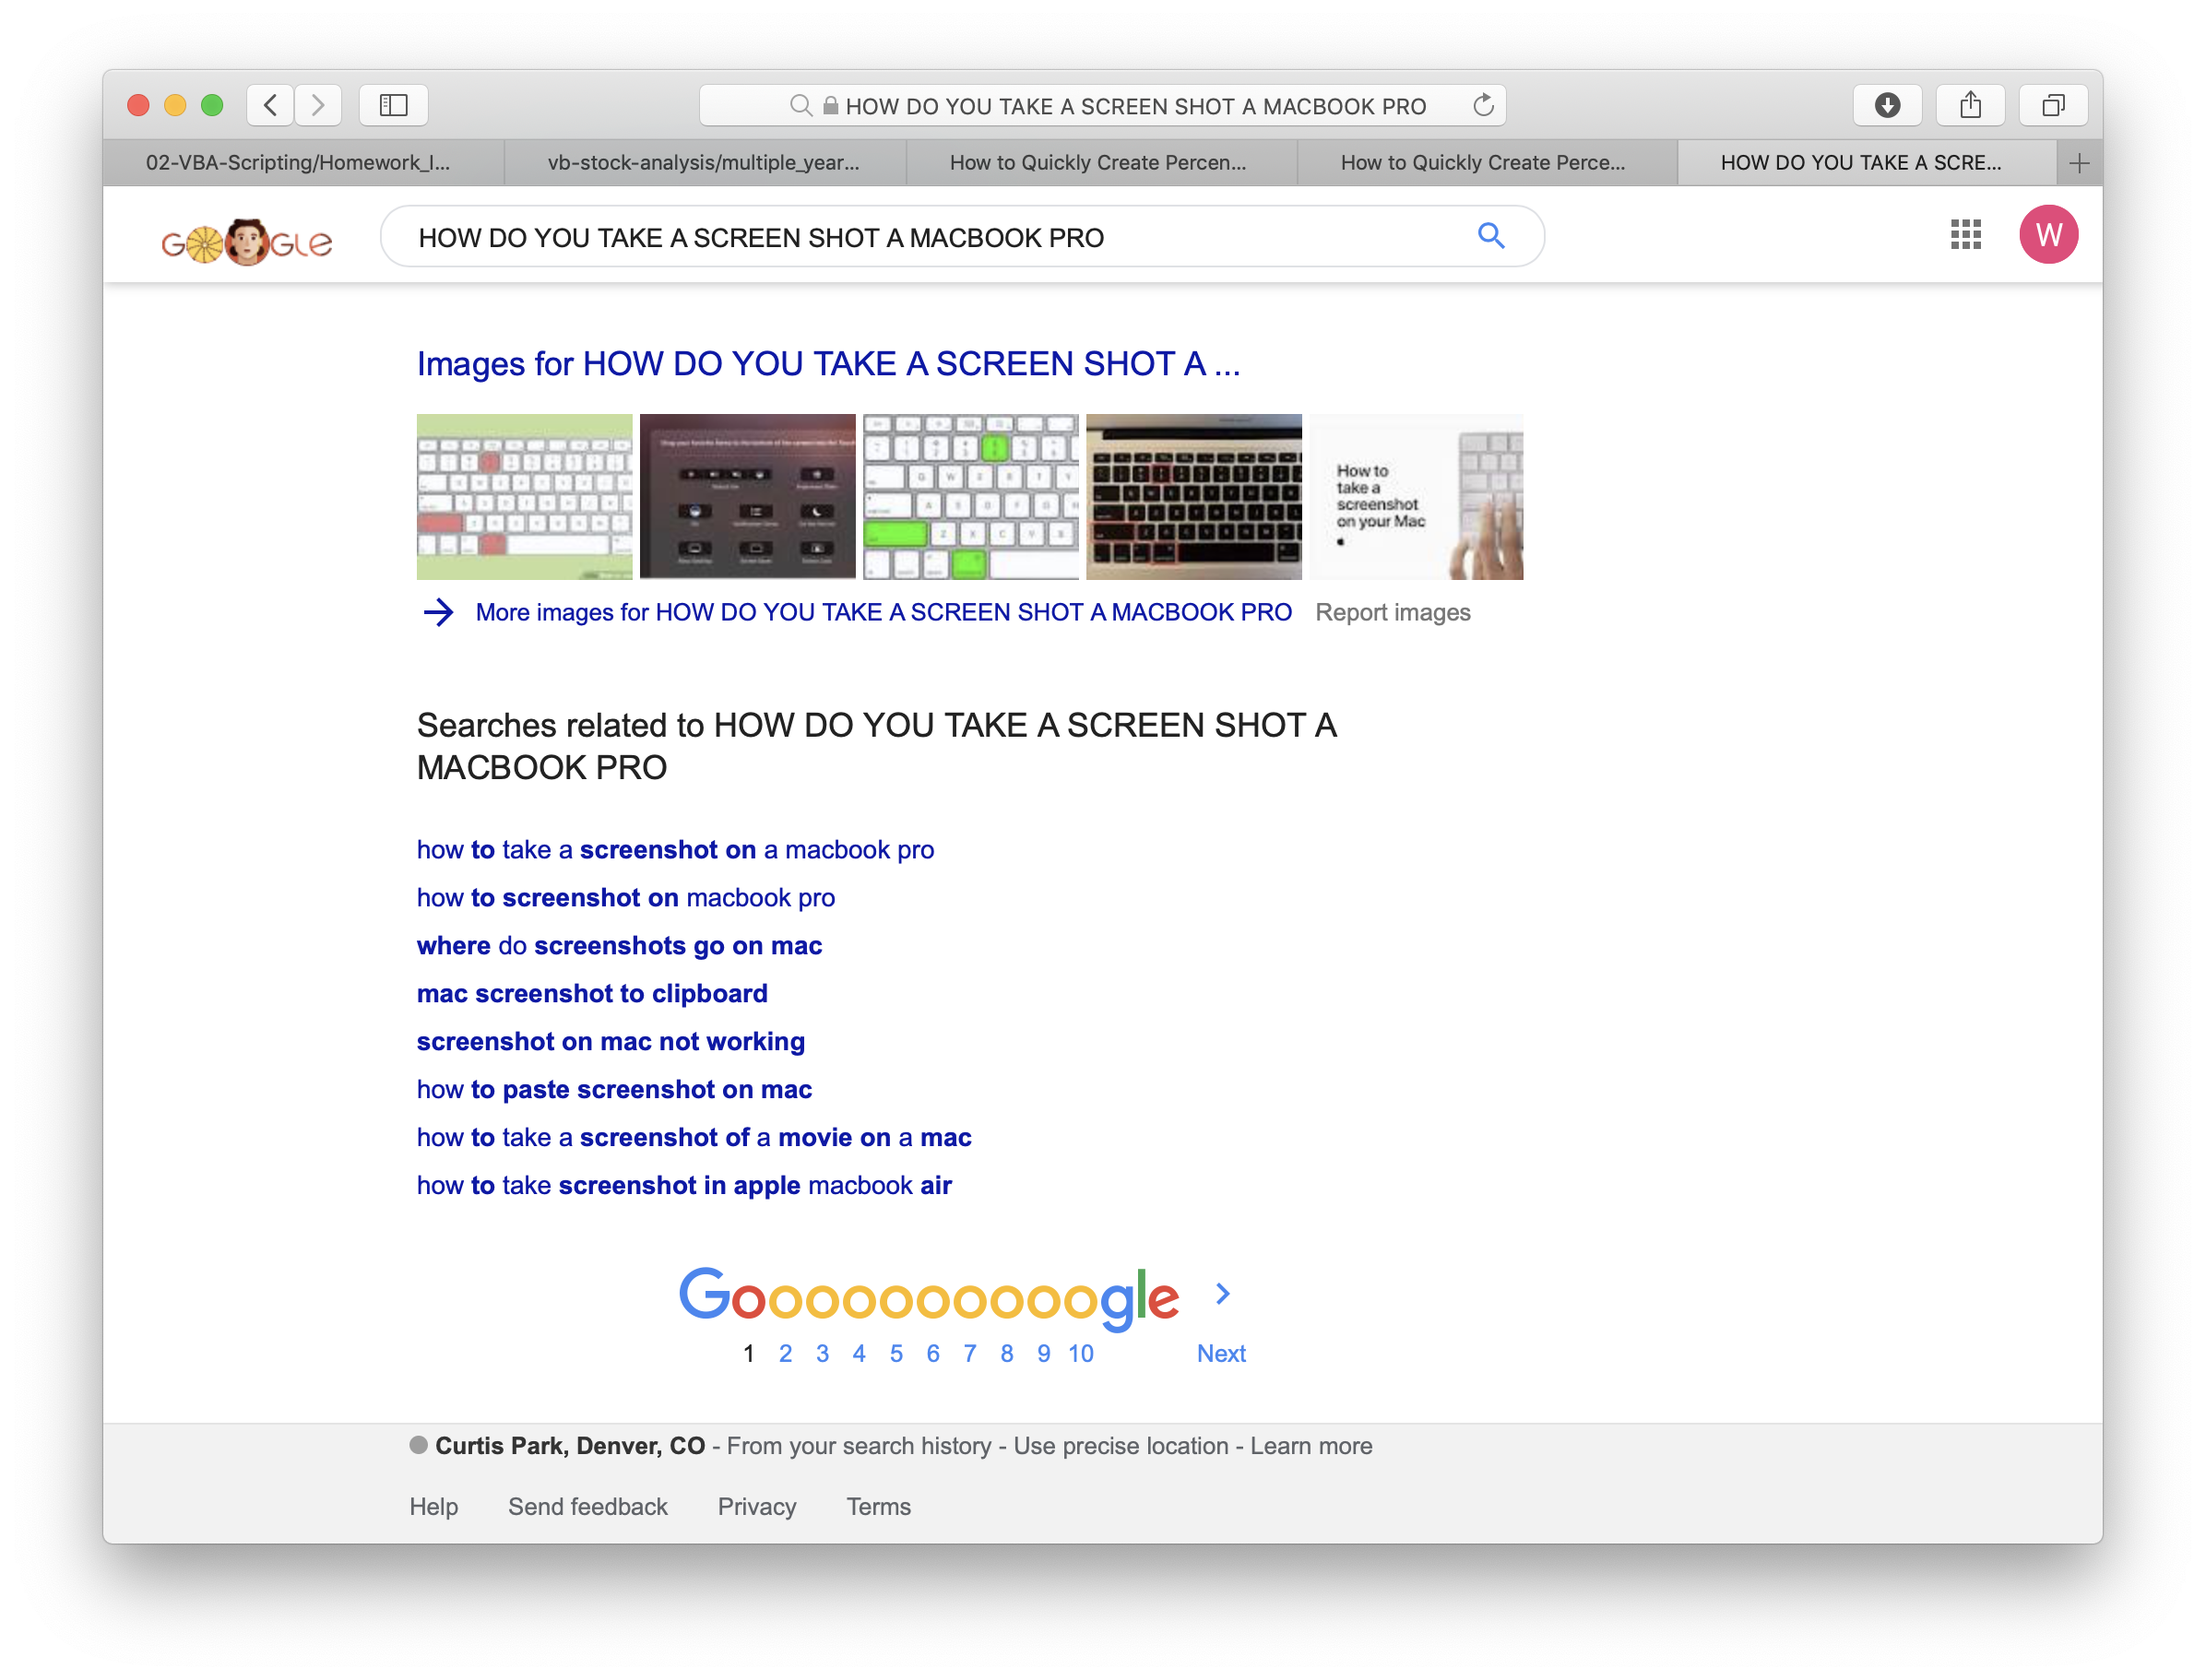 HOW DO YOU TAKE A SCREEN SHOT A MACBOOK PRO
02-VBA-Scripting/Homework_I...
vb-stock-analysis/multiple_year...
How to Quickly Create Percen...
How to Quickly Create Perce...
HOW DO YOU TAKE A SCRE...
GOOGLE
HOW DO YOU TAKE A SCREEN SHOT A MACBOOK PRO
W
Images for HOW DO YOU TAKE A SCREEN SHOT A ...
How to
take a
screenshot
on your Mac
More images for HOW DO YOU TAKE A SCREEN SHOT A MACBOOK PRO
Report images
Searches related to HOW DO YOU TAKE A SCREEN SHOT A
MACBOOK PRO
how to take a screenshot on a macbook pro
how to screenshot on macbook pro
where do screenshots go on mac
mac screenshot to clipboard
screenshot on mac not working
how to paste screenshot on mac
how to take a screenshot of a movie on a mac
how to take screenshot in apple macbook air
Goooooooooogle
1 2 3 4 5 6 7 8 9 10 Next
Curtis Park, Denver, CO - From your search history - Use precise location - Learn more
Help Send feedback Privacy Terms